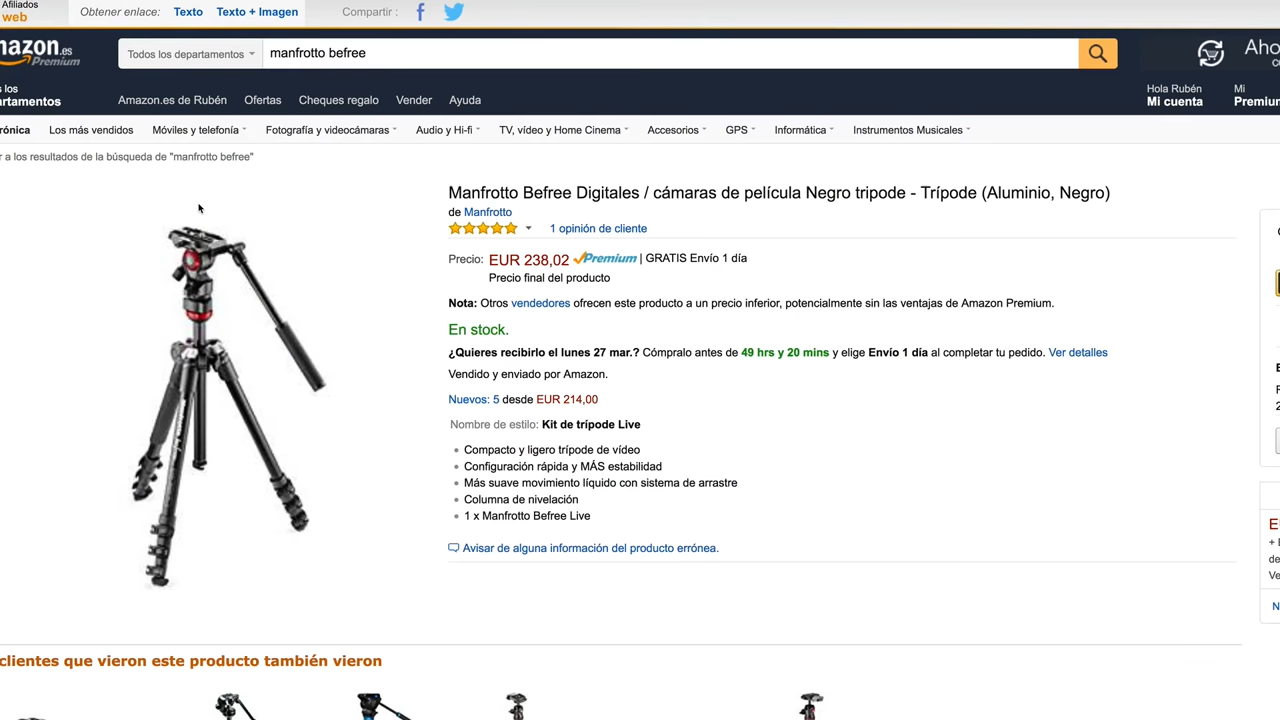 Afiliados
web
Obtener enlace: Texto Texto + Imagen Compartir :
amazon.es
Premium
Todos los departamentos manfrotto befree
Aho
los
artamentos
Amazon.es de Rubén Ofertas Cheques regalo Vender Ayuda
Hola Rubén
Mi cuenta
Mi
Premium
rónica Los más vendidos Móviles y telefonía Fotografía y videocámaras Audio y Hi-fi TV, vídeo y Home Cinema Accesorios GPS Informática Instrumentos Musicales
r a los resultados de la búsqueda de "manfrotto befree"
Manfrotto Befree Digitales / cámaras de película Negro tripode - Trípode (Aluminio, Negro)
de Manfrotto
1 opinión de cliente
Precio: EUR 238,02 Premium | GRATIS Envío 1 día
Precio final del producto
Nota: Otros vendedores ofrecen este producto a un precio inferior, potencialmente sin las ventajas de Amazon Premium.
En stock.
¿Quieres recibirlo el lunes 27 mar.? Cómpralo antes de 49 hrs y 20 mins y elige Envío 1 día al completar tu pedido. Ver detalles
Vendido y enviado por Amazon.
Nuevos: 5 desde EUR 214,00
Nombre de estilo: Kit de trípode Live
Compacto y ligero trípode de vídeo
Configuración rápida y MÁS estabilidad
Más suave movimiento líquido con sistema de arrastre
Columna de nivelación
1 x Manfrotto Befree Live
Avisar de alguna información del producto errónea.
+
de
Ve
clientes que vieron este producto también vieron